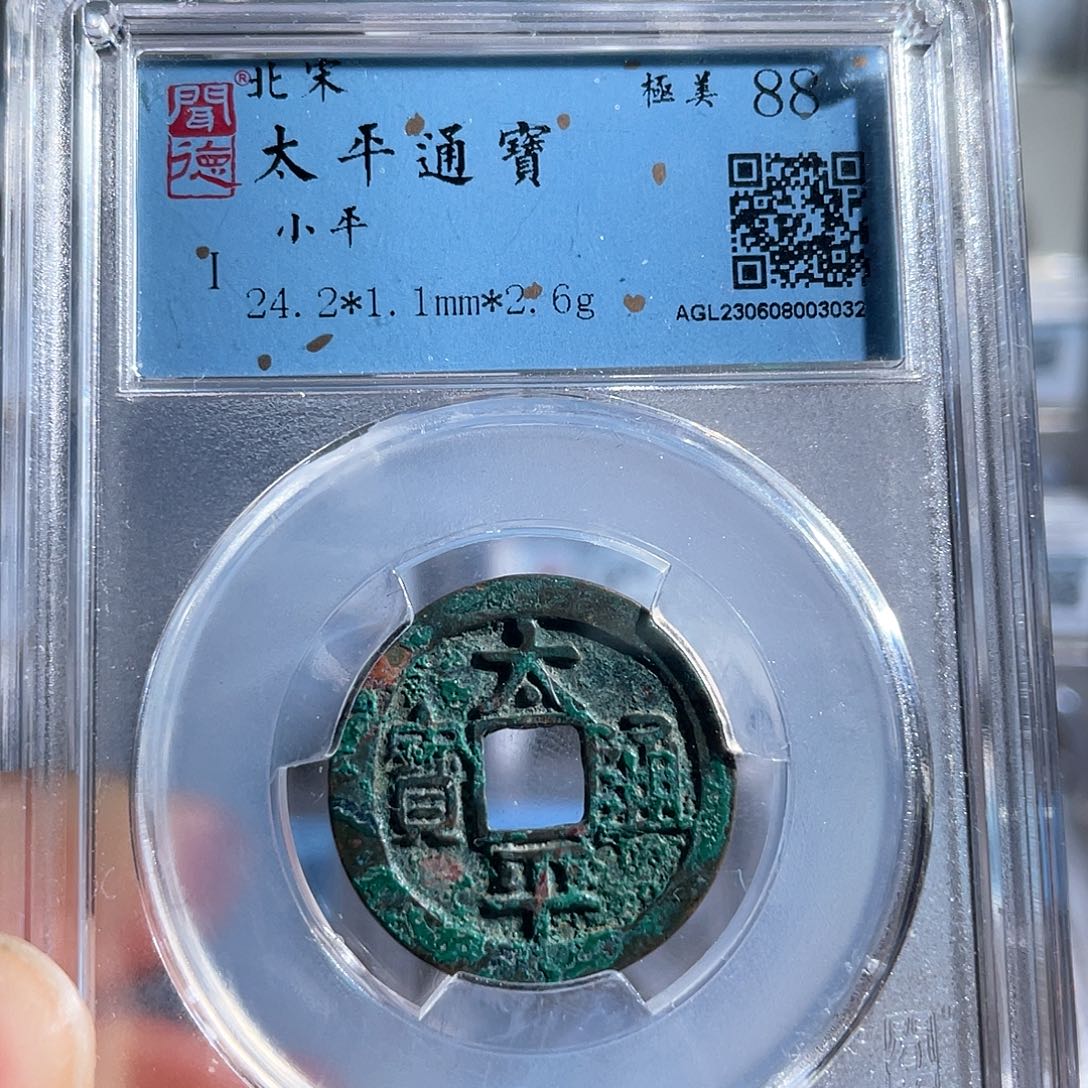 聞德®
北宋
極美 88
太平通寶
小平
I
24.2*1.1mm*2.6g
AGL230608003032
太平通寶